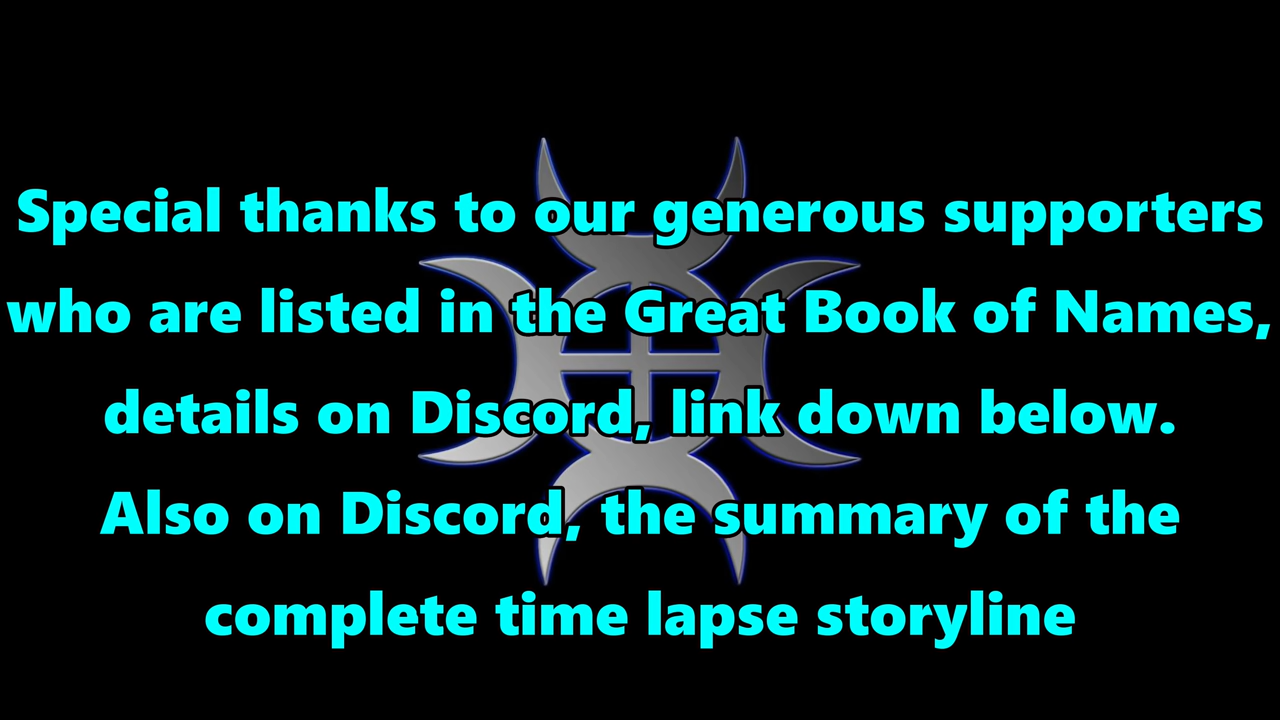 Special thanks to our generous supporters
who are listed in the Great Book of Names,
details on Discord, link down below.
Also on Discord, the summary of the
complete time lapse storyline